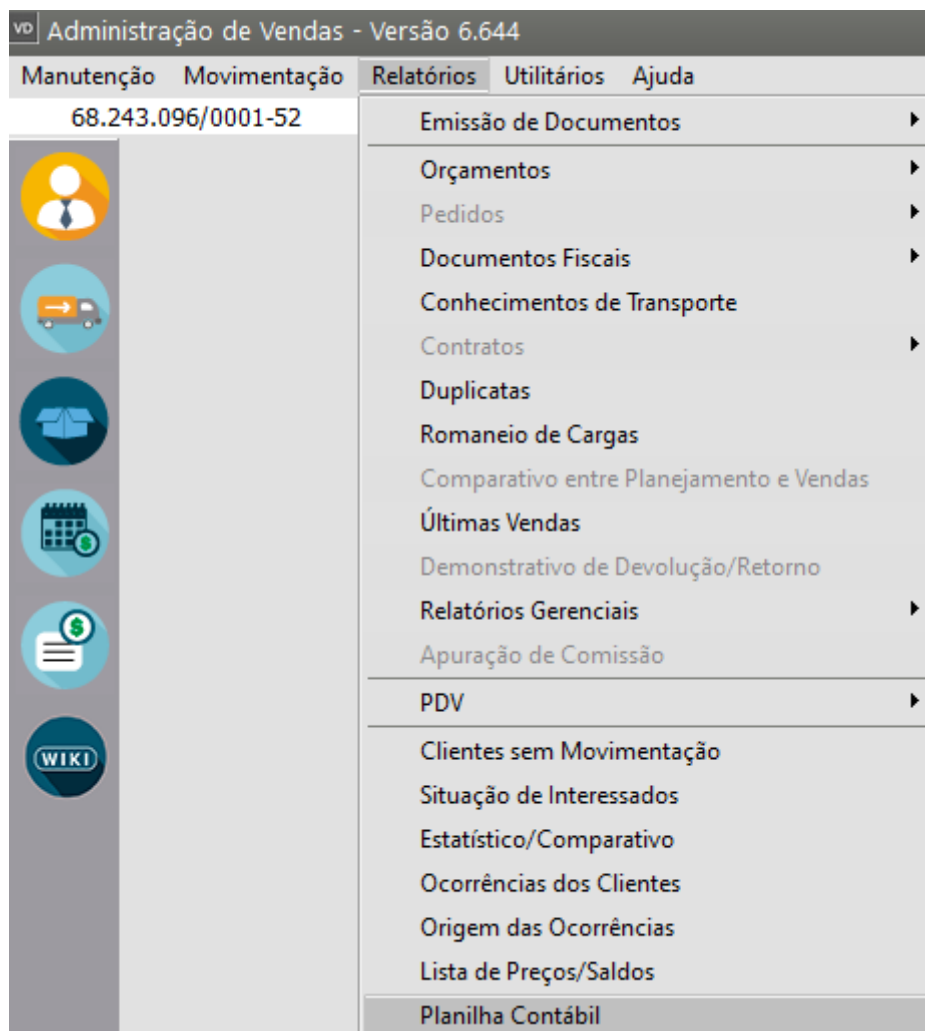 VD Administração de Vendas - Versão 6.644
Manutenção Movimentação Relatórios Utilitários Ajuda
68.243.096/0001-52
Emissão de Documentos
Orçamentos
Pedidos
Documentos Fiscais
Conhecimentos de Transporte
Contratos
Duplicatas
Romaneio de Cargas
Comparativo entre Planejamento e Vendas
Últimas Vendas
Demonstrativo de Devolução/Retorno
Relatórios Gerenciais
Apuração de Comissão
PDV
Clientes sem Movimentação
Situação de Interessados
Estatístico/Comparativo
Ocorrências dos Clientes
Origem das Ocorrências
Lista de Preços/Saldos
Planilha Contábil
$
$
WIKI